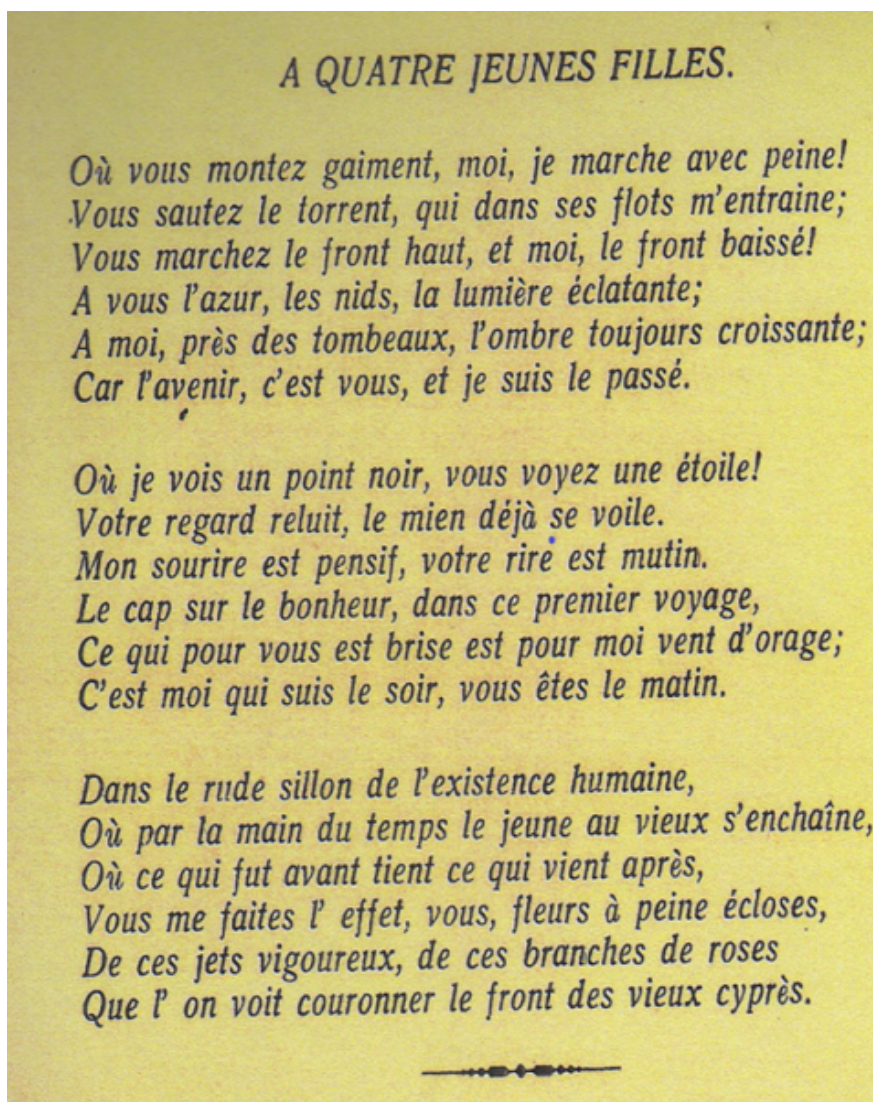 A QUATRE JEUNES FILLES.
Où vous montez gaiment, moi, je marche avec peine!
Vous sautez le torrent, qui dans ses flots m'entraine;
Vous marchez le front haut, et moi, le front baissé!
A vous l'azur, les nids, la lumière éclatante;
A moi, près des tombeaux, l'ombre toujours croissante;
Car l'avenir, c'est vous, et je suis le passé.
Où je vois un point noir, vous voyez une étoile!
Votre regard reluit, le mien déjà se voile.
Mon sourire est pensif, votre rire est mutin.
Le cap sur le bonheur, dans ce premier voyage,
Ce qui pour vous est brise est pour moi vent d'orage;
C'est moi qui suis le soir, vous êtes le matin.
Dans le rude sillon de l'existence humaine,
Où par la main du temps le jeune au vieux s'enchaîne,
Où ce qui fut avant tient ce qui vient après,
Vous me faites l' effet, vous, fleurs à peine écloses,
De ces jets vigoureux, de ces branches de roses
Que l' on voit couronner le front des vieux cyprès.